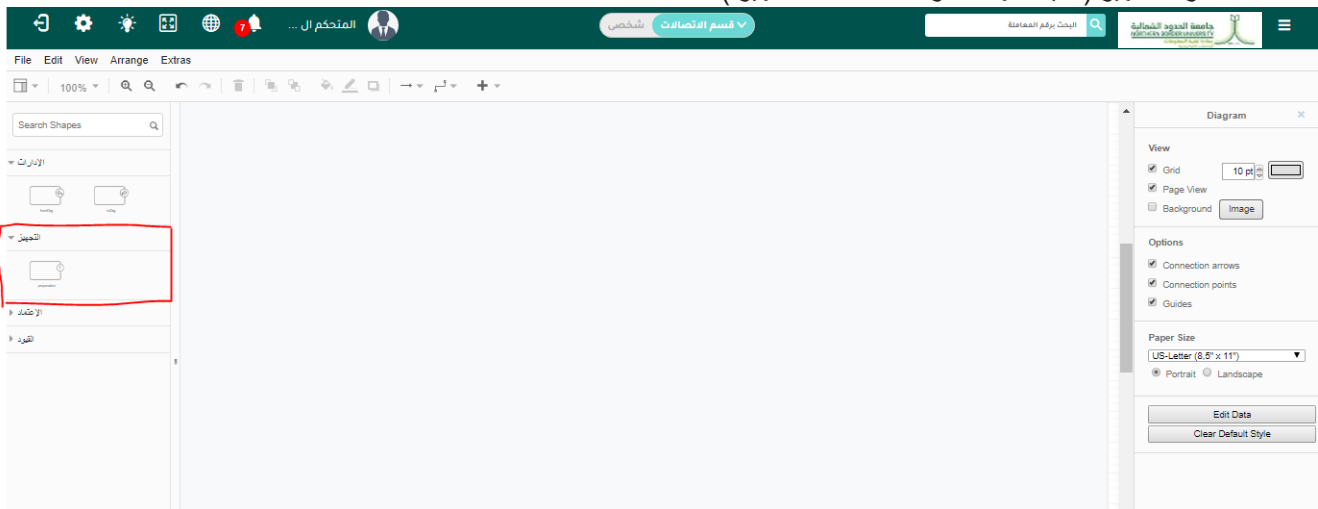 المتحكم ال ...
7
قسم الاتصالات
شخصي
البحث برقم المعاملة
جامعة الحدود الشمالية
NORTHERN BORDER UNIVERSITY
File Edit View Arrange Extras
100%
Search Shapes
الإدارات
التجهيز
preparation
الإعتماد
القيود
Diagram
View
Grid 10 pt
Page View
Background Image
Options
Connection arrows
Connection points
Guides
Paper Size
US-Letter (8,5" x 11")
Portrait Landscape
Edit Data
Clear Default Style